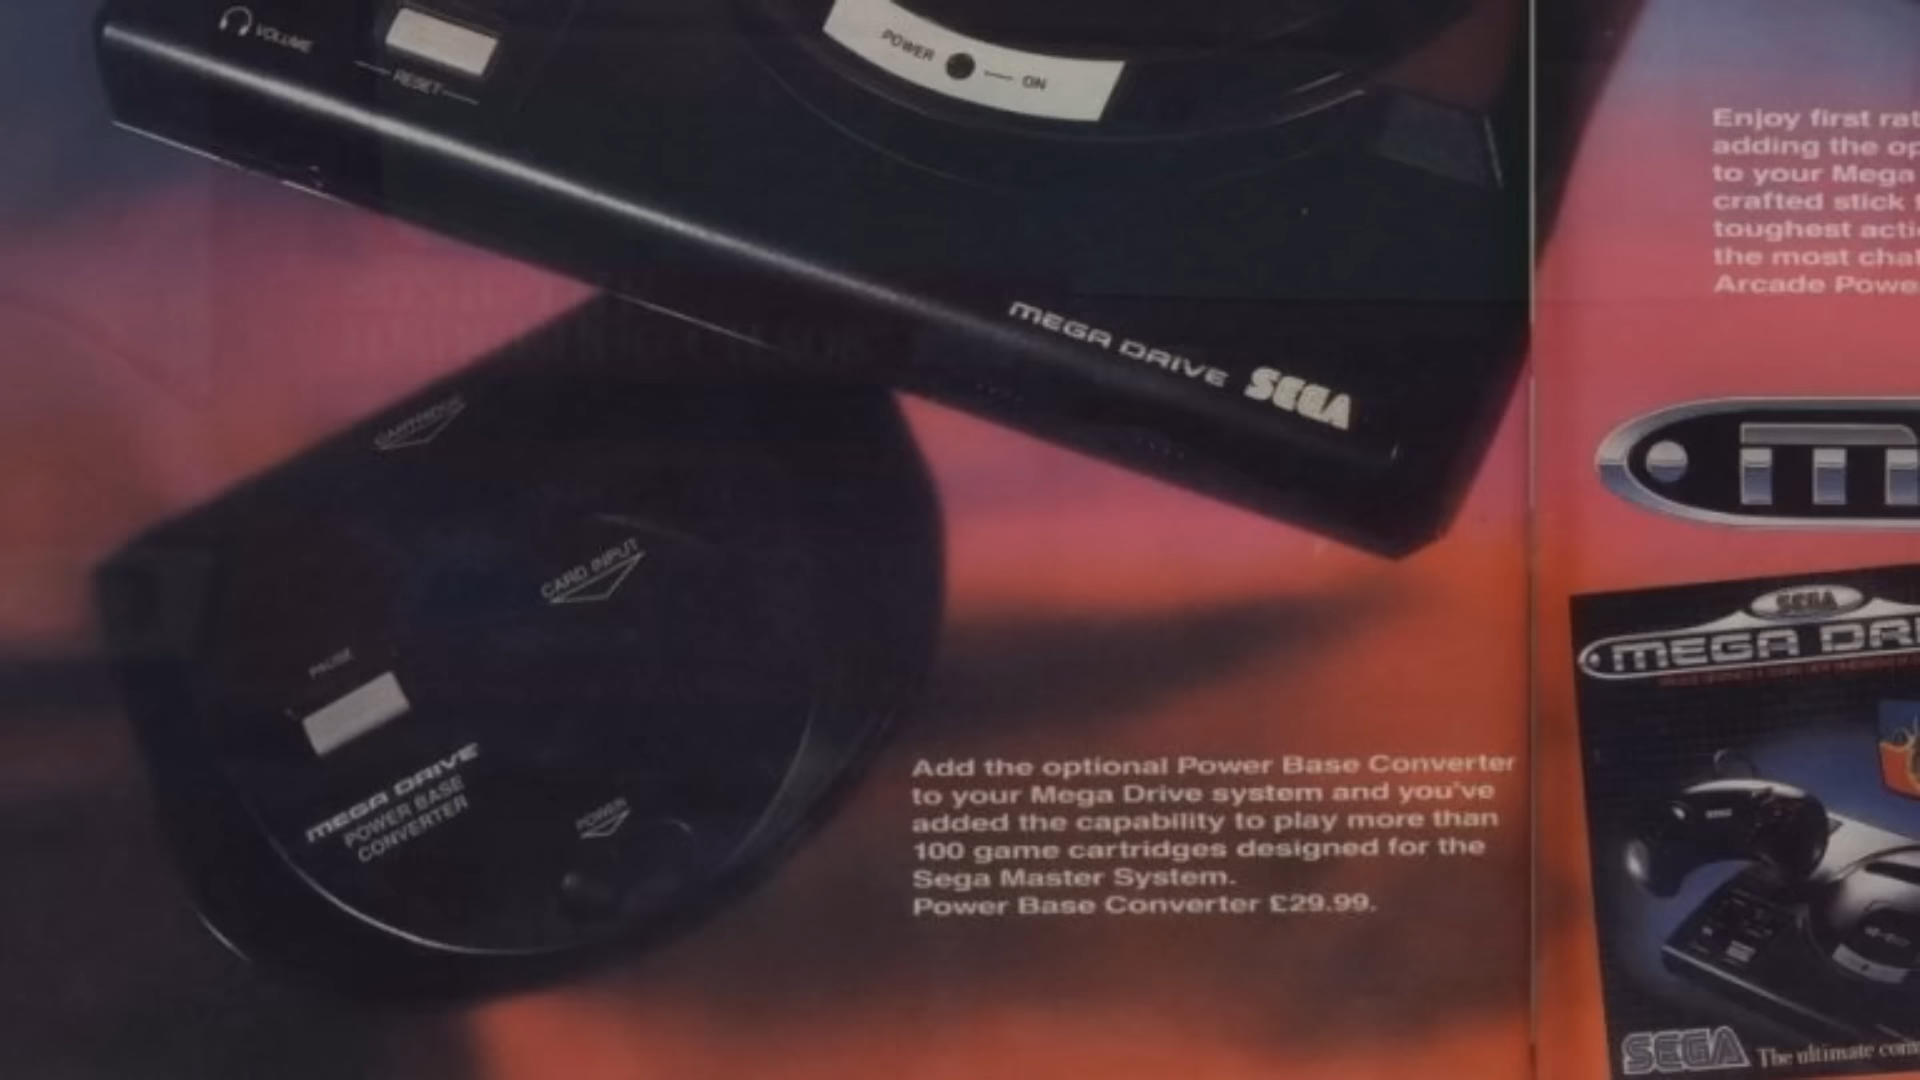 VOLUME
RESET
POWER
ON
MEGA DRIVE SEGA
CARTRIDGE
CARD INPUT
PAUSE
MEGA DRIVE
POWER BASE
CONVERTER
POWER
Add the optional Power Base Converter
to your Mega Drive system and you've
added the capability to play more than
100 game cartridges designed for the
Sega Master System.
Power Base Converter £29.99.
Enjoy first rat
adding the op
to your Mega
crafted stick
toughest acti
the most chal
Arcade Powe
SEGA
MEGA DRI
SEGA
The ultimate com